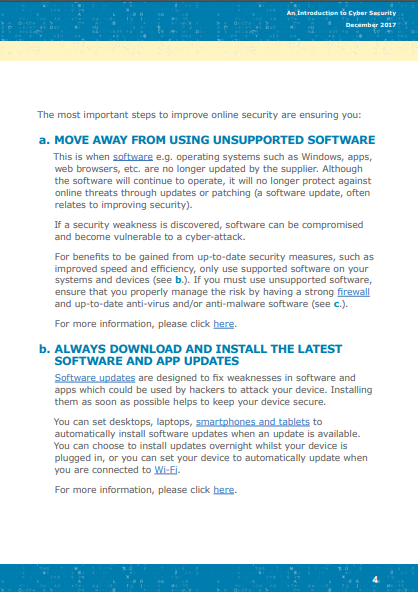 An Introduction to Cyber Security
December 2017
The most important steps to improve online security are ensuring you:
a. MOVE AWAY FROM USING UNSUPPORTED SOFTWARE
This is when software e.g. operating systems such as Windows, apps,
web browsers, etc. are no longer updated by the supplier. Although
the software will continue to operate, it will no longer protect against
online threats through updates or patching (a software update, often
relates to improving security).
If a security weakness is discovered, software can be compromised
and become vulnerable to a cyber-attack.
For benefits to be gained from up-to-date security measures, such as
improved speed and efficiency, only use supported software on your
systems and devices (see b.). If you must use unsupported software,
ensure that you properly manage the risk by having a strong firewall
and up-to-date anti-virus and/or anti-malware software (see c.).
For more information, please click here.
b. ALWAYS DOWNLOAD AND INSTALL THE LATEST
SOFTWARE AND APP UPDATES
Software updates are designed to fix weaknesses in software and
apps which could be used by hackers to attack your device. Installing
them as soon as possible helps to keep your device secure.
You can set desktops, laptops, smartphones and tablets to
automatically install software updates when an update is available.
You can choose to install updates overnight whilst your device is
plugged in, or you can set your device to automatically update when
you are connected to Wi-Fi.
For more information, please click here.
4